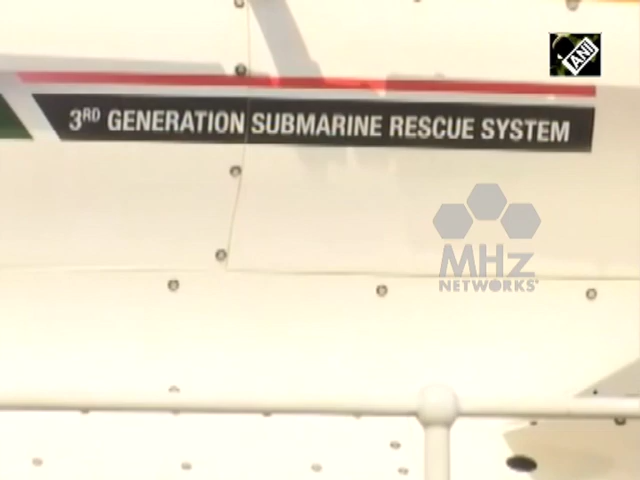 ANI
3RD GENERATION SUBMARINE RESCUE SYSTEM
MHz
NETWORKS